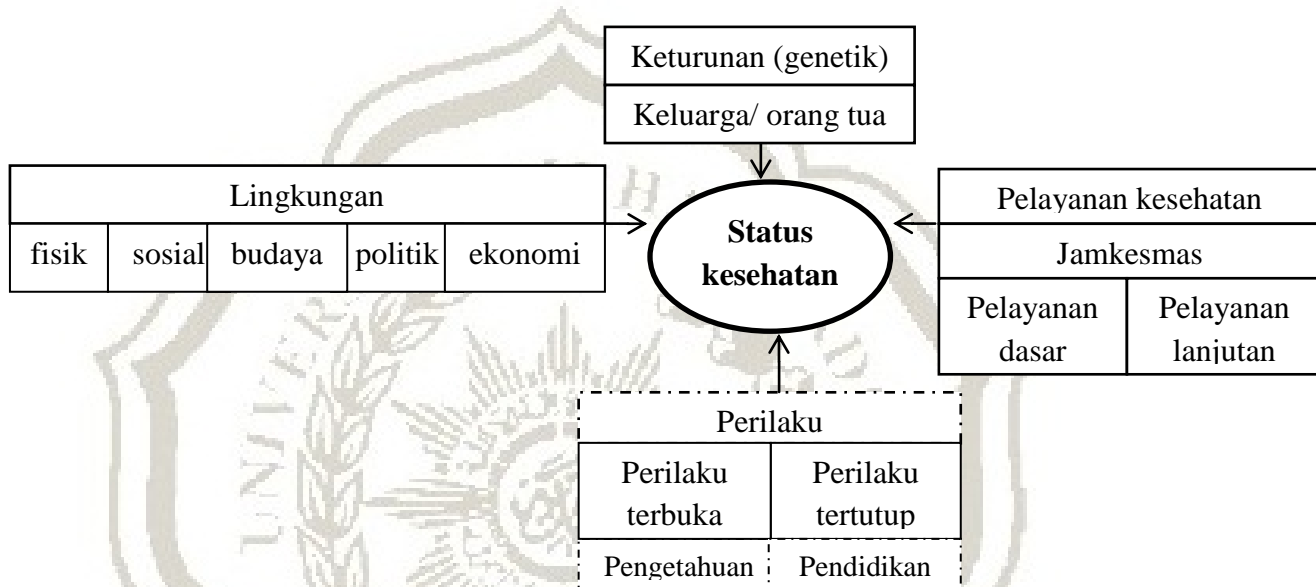 Keturunan (genetik)
Keluarga/ orang tua
Lingkungan
fisik sosial budaya politik ekonomi
Status
kesehatan
Pelayanan kesehatan
Jamkesmas
Pelayanan
dasar
Pelayanan
lanjutan
Perilaku
Perilaku
terbuka
Perilaku
tertutup
Pengetahuan
Pendidikan